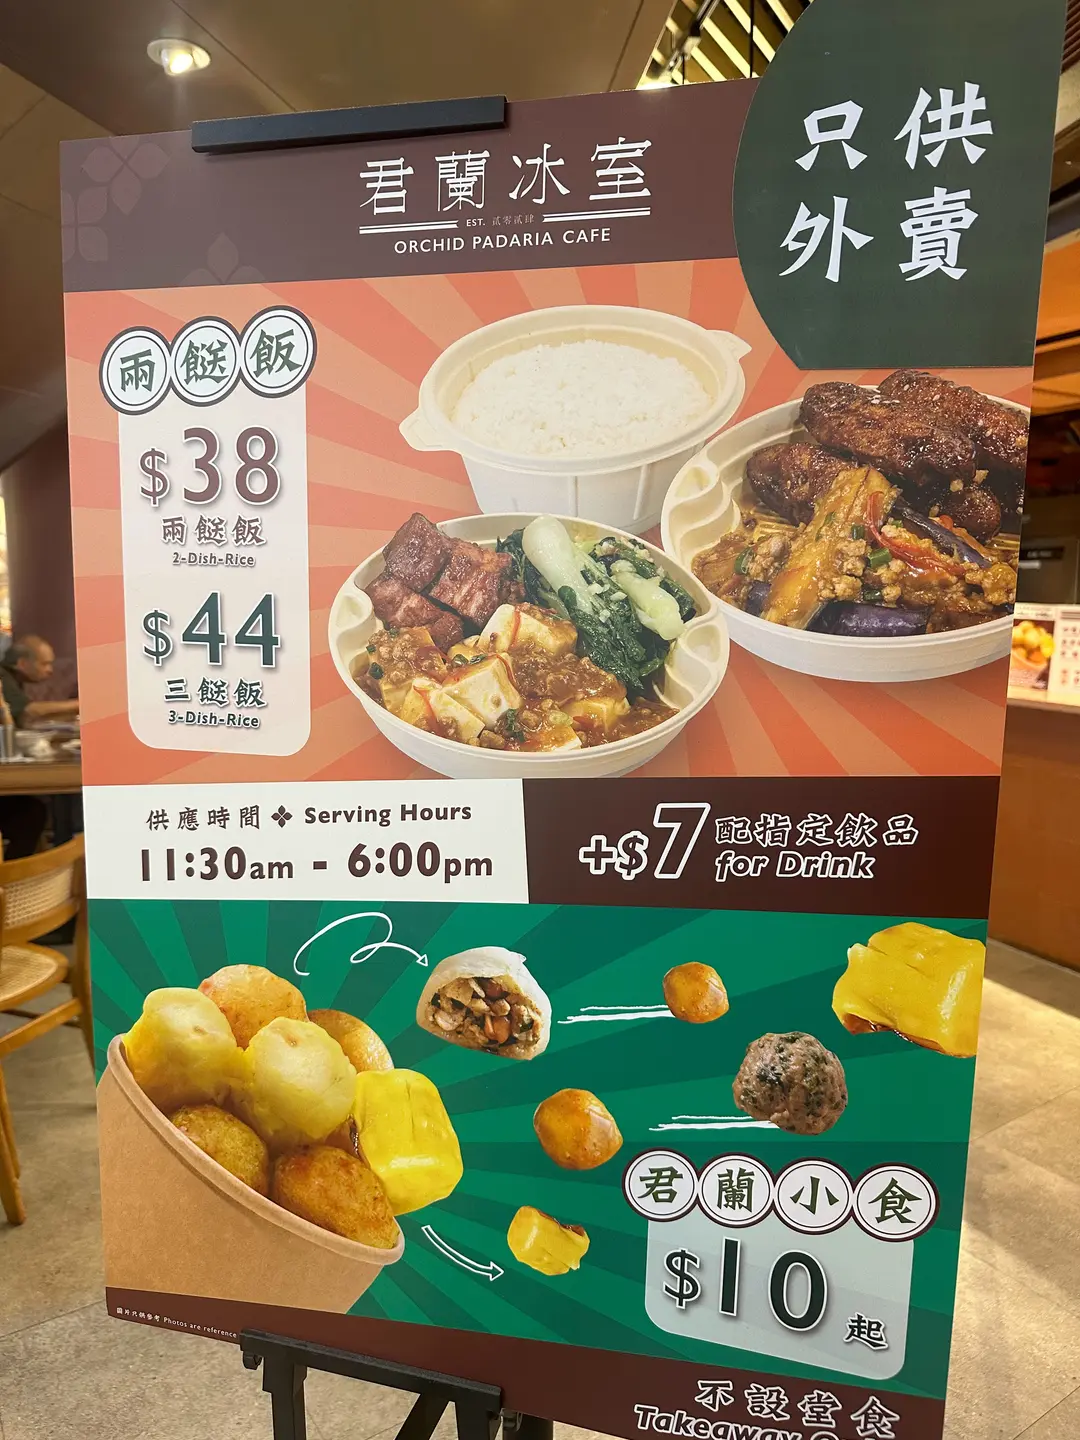 君蘭冰室
EST. 貳零貳肆
ORCHID PADARIA CAFE
只供
外賣
兩餸飯
$38
兩餸飯
2-Dish-Rice
$44
三餸飯
3-Dish-Rice
供應時間 Serving Hours
11:30am - 6:00pm
+$7 配指定飲品
for Drink
君蘭小食
$10起
圖片只供參考 Photos are reference
不設堂食
Takeaway